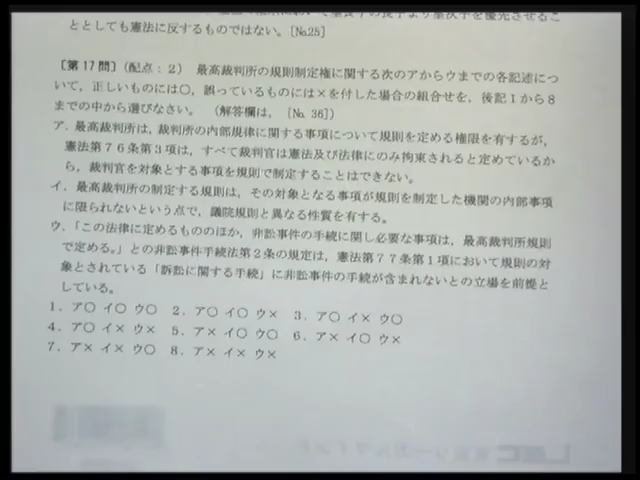 ととしても憲法に反するものではない。［No.25］
［第17問］（配点：2） 最高裁判所の規則制定権に関する次のアからウまでの各記述につ
いて，正しいものには○，誤っているものには×を付した場合の組合せを，後記1から8
までの中から選びなさい。（解答欄は，［No. 36］）
ア．最高裁判所は，裁判所の内部規律に関する事項について規則を定める権限を有するが，
憲法第76条第3項は，すべて裁判官は憲法及び法律にのみ拘束されると定めているか
ら，裁判官を対象とする事項を規則で制定することはできない。
イ．最高裁判所の制定する規則は，その対象となる事項が規則を制定した機関の内部事項
に限られないという点で，議院規則と異なる性質を有する。
ウ．「この法律に定めるもののほか，非訟事件の手続に関し必要な事項は，最高裁判所規則
で定める。」との非訟事件手続法第2条の規定は，憲法第77条第1項において規則の対
象とされている「訴訟に関する手続」に非訟事件の手続が含まれないとの立場を前提と
している。
1．ア○ イ○ ウ○ 2．ア○ イ○ ウ× 3．ア○ イ× ウ○
4．ア○ イ× ウ× 5．ア× イ○ ウ○ 6．ア× イ○ ウ×
7．ア× イ× ウ○ 8．ア× イ× ウ×